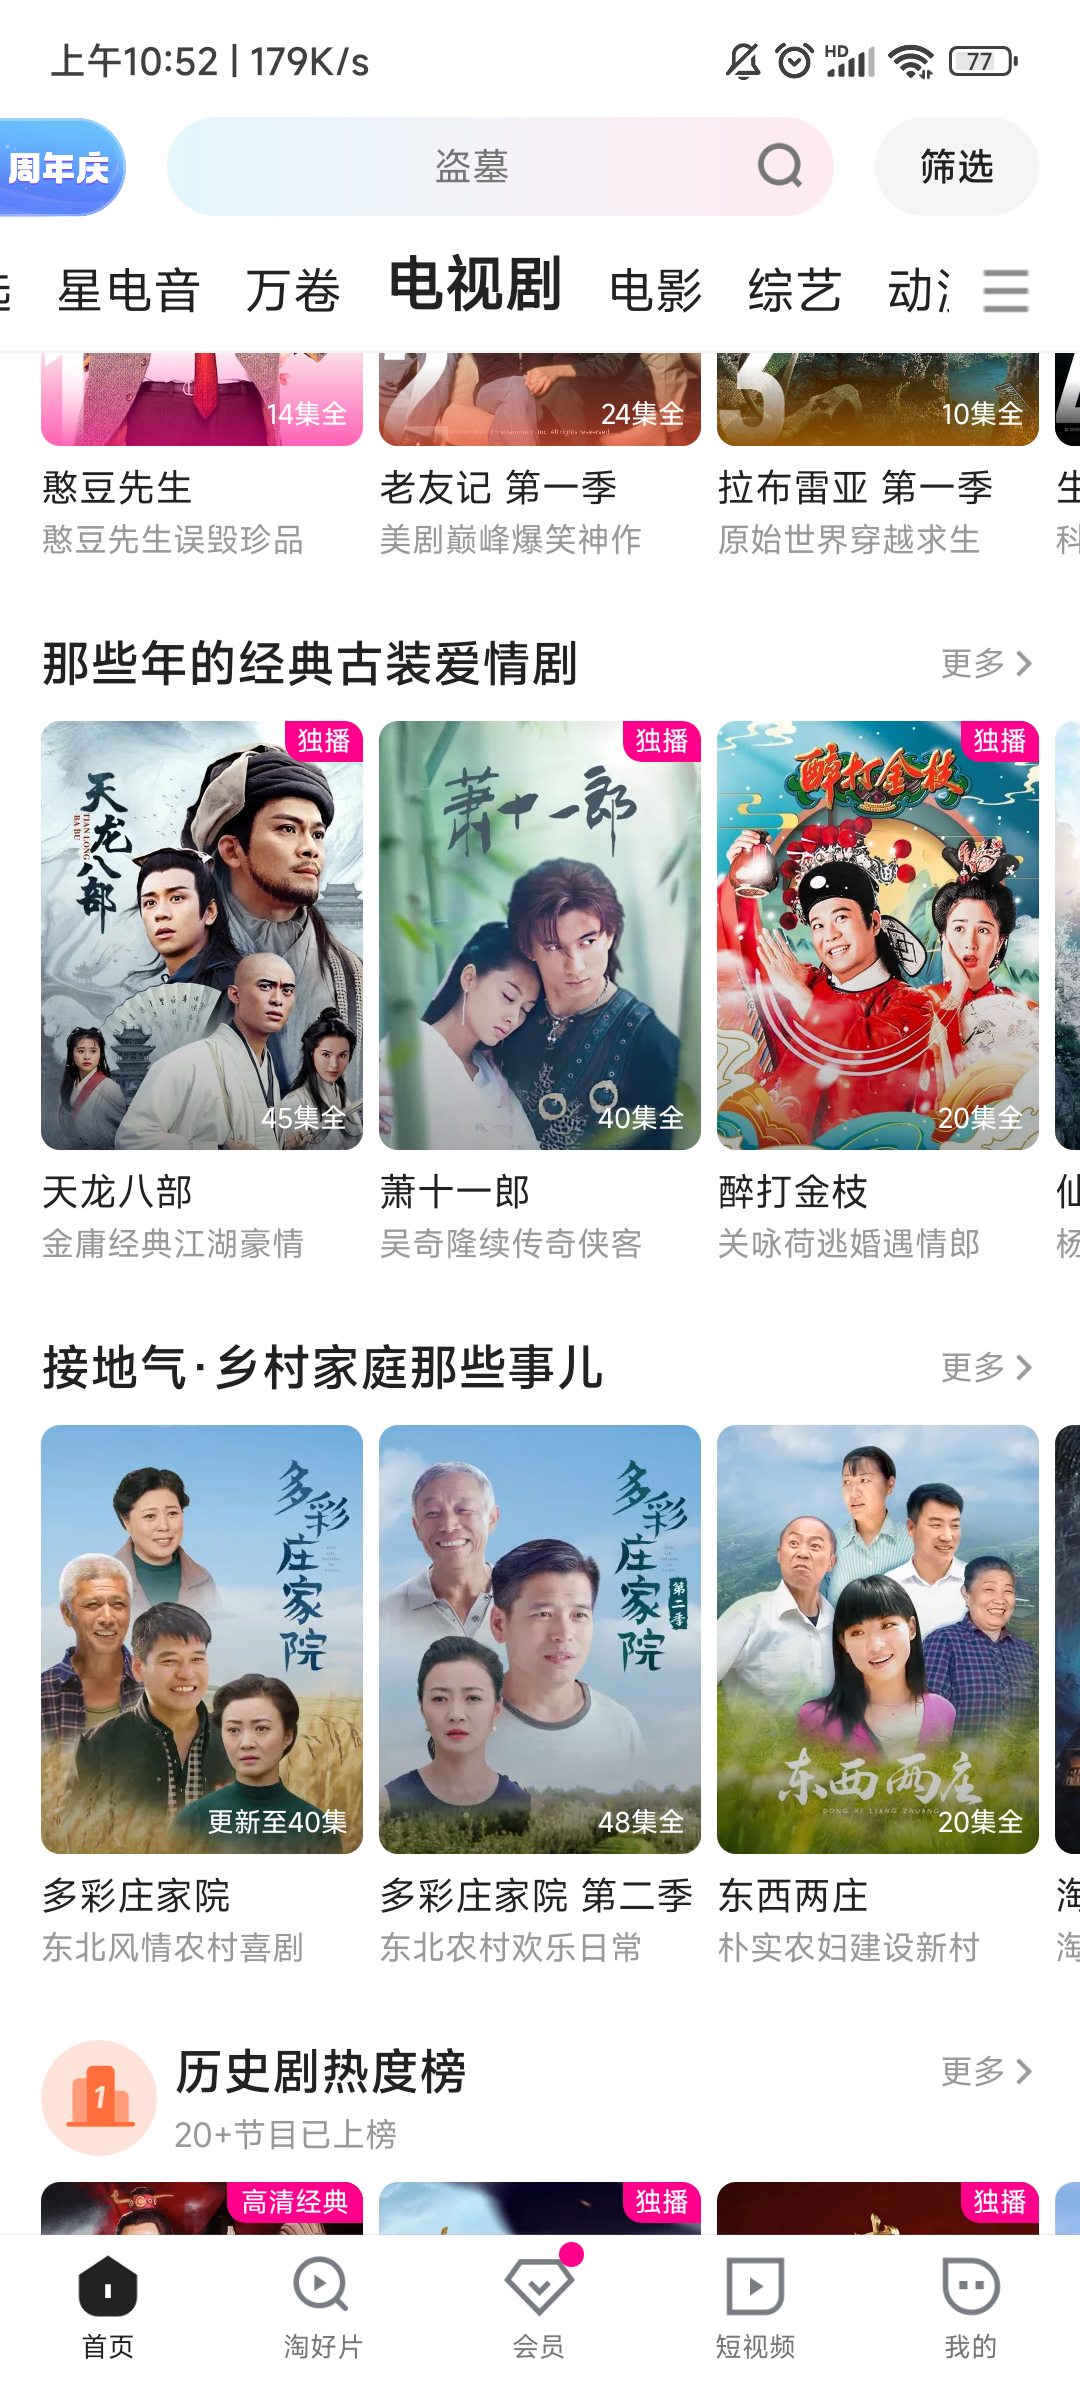 上午10:52 | 179K/s
HD
77
周年庆
盗墓
筛选
星电音
万卷
电视剧
电影
综艺
14集全
24集全
10集全
憨豆先生
老友记 第一季
拉布雷亚 第一季
憨豆先生误毁珍品
美剧巅峰爆笑神作
原始世界穿越求生
科
那些年的经典古装爱情剧
更多
独播
独播
独播
天龙八部
TIAN LONG BA BU
萧十一郎
醉打金枝
45集全
40集全
20集全
天龙八部
萧十一郎
醉打金枝
仙
金庸经典江湖豪情
吴奇隆续传奇侠客
关咏荷逃婚遇情郎
杨
接地气·乡村家庭那些事儿
更多
多彩庄家院
多彩庄家院
第二季
东西两庄
DONG XI LIANG ZHUANG
更新至40集
48集全
20集全
多彩庄家院
多彩庄家院 第二季
东西两庄
淘
东北风情农村喜剧
东北农村欢乐日常
朴实农妇建设新村
淘
1
历史剧热度榜
更多
20+节目已上榜
高清经典
独播
独播
首页
淘好片
会员
短视频
我的